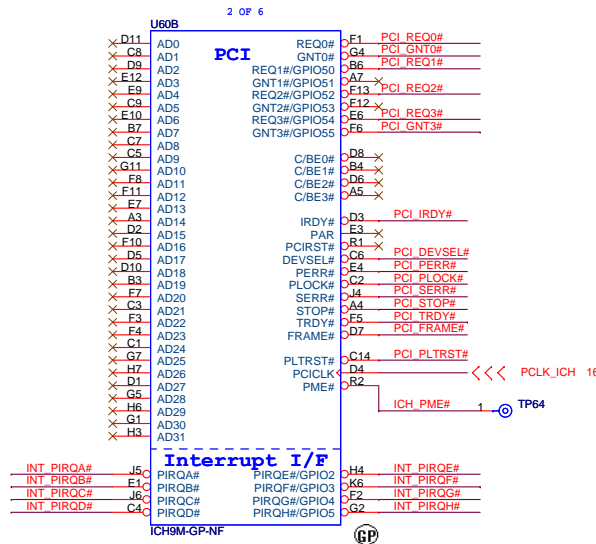 2 OF 6
U60B
PCI
D11 AD0 REQ0# F1 PCI_REQ0#
C8 AD1 GNT0# G4 PCI_GNT0#
D9 AD2 REQ1#/GPIO50 B6 PCI_REQ1#
E12 AD3 GNT1#/GPIO51 A7
E9 AD4 REQ2#/GPIO52 F13 PCI_REQ2#
C9 AD5 GNT2#/GPIO53 F12
E10 AD6 REQ3#/GPIO54 E6 PCI_REQ3#
B7 AD7 GNT3#/GPIO55 F6 PCI_GNT3#
C7 AD8
C5 AD9 C/BE0# D8
G11 AD10 C/BE1# B4
F8 AD11 C/BE2# D6
F11 AD12 C/BE3# A5
E7 AD13
A3 AD14 IRDY# D3 PCI_IRDY#
D2 AD15 PAR E3
F10 AD16 PCIRST# R1
D5 AD17 DEVSEL# C6 PCI_DEVSEL#
D10 AD18 PERR# E4 PCI_PERR#
B3 AD19 PLOCK# C2 PCI_PLOCK#
F7 AD20 SERR# J4 PCI_SERR#
C3 AD21 STOP# A4 PCI_STOP#
F3 AD22 TRDY# F5 PCI_TRDY#
F4 AD23 FRAME# D7 PCI_FRAME#
C1 AD24
G7 AD25 PLTRST# C14 PCI_PLTRST#
H7 AD26 PCICLK D4 PCLK_ICH 16
D1 AD27 PME# R2
G5 AD28
H6 AD29 ICH_PME# 1 TP64
G1 AD30
H3 AD31
Interrupt I/F
INT_PIRQA# J5 PIRQA# PIRQE#/GPIO2 H4 INT_PIRQE#
INT_PIRQB# E1 PIRQB# PIRQF#/GPIO3 K6 INT_PIRQF#
INT_PIRQC# J6 PIRQC# PIRQG#/GPIO4 F2 INT_PIRQG#
INT_PIRQD# C4 PIRQD# PIRQH#/GPIO5 G2 INT_PIRQH#
ICH9M-GP-NF
GP